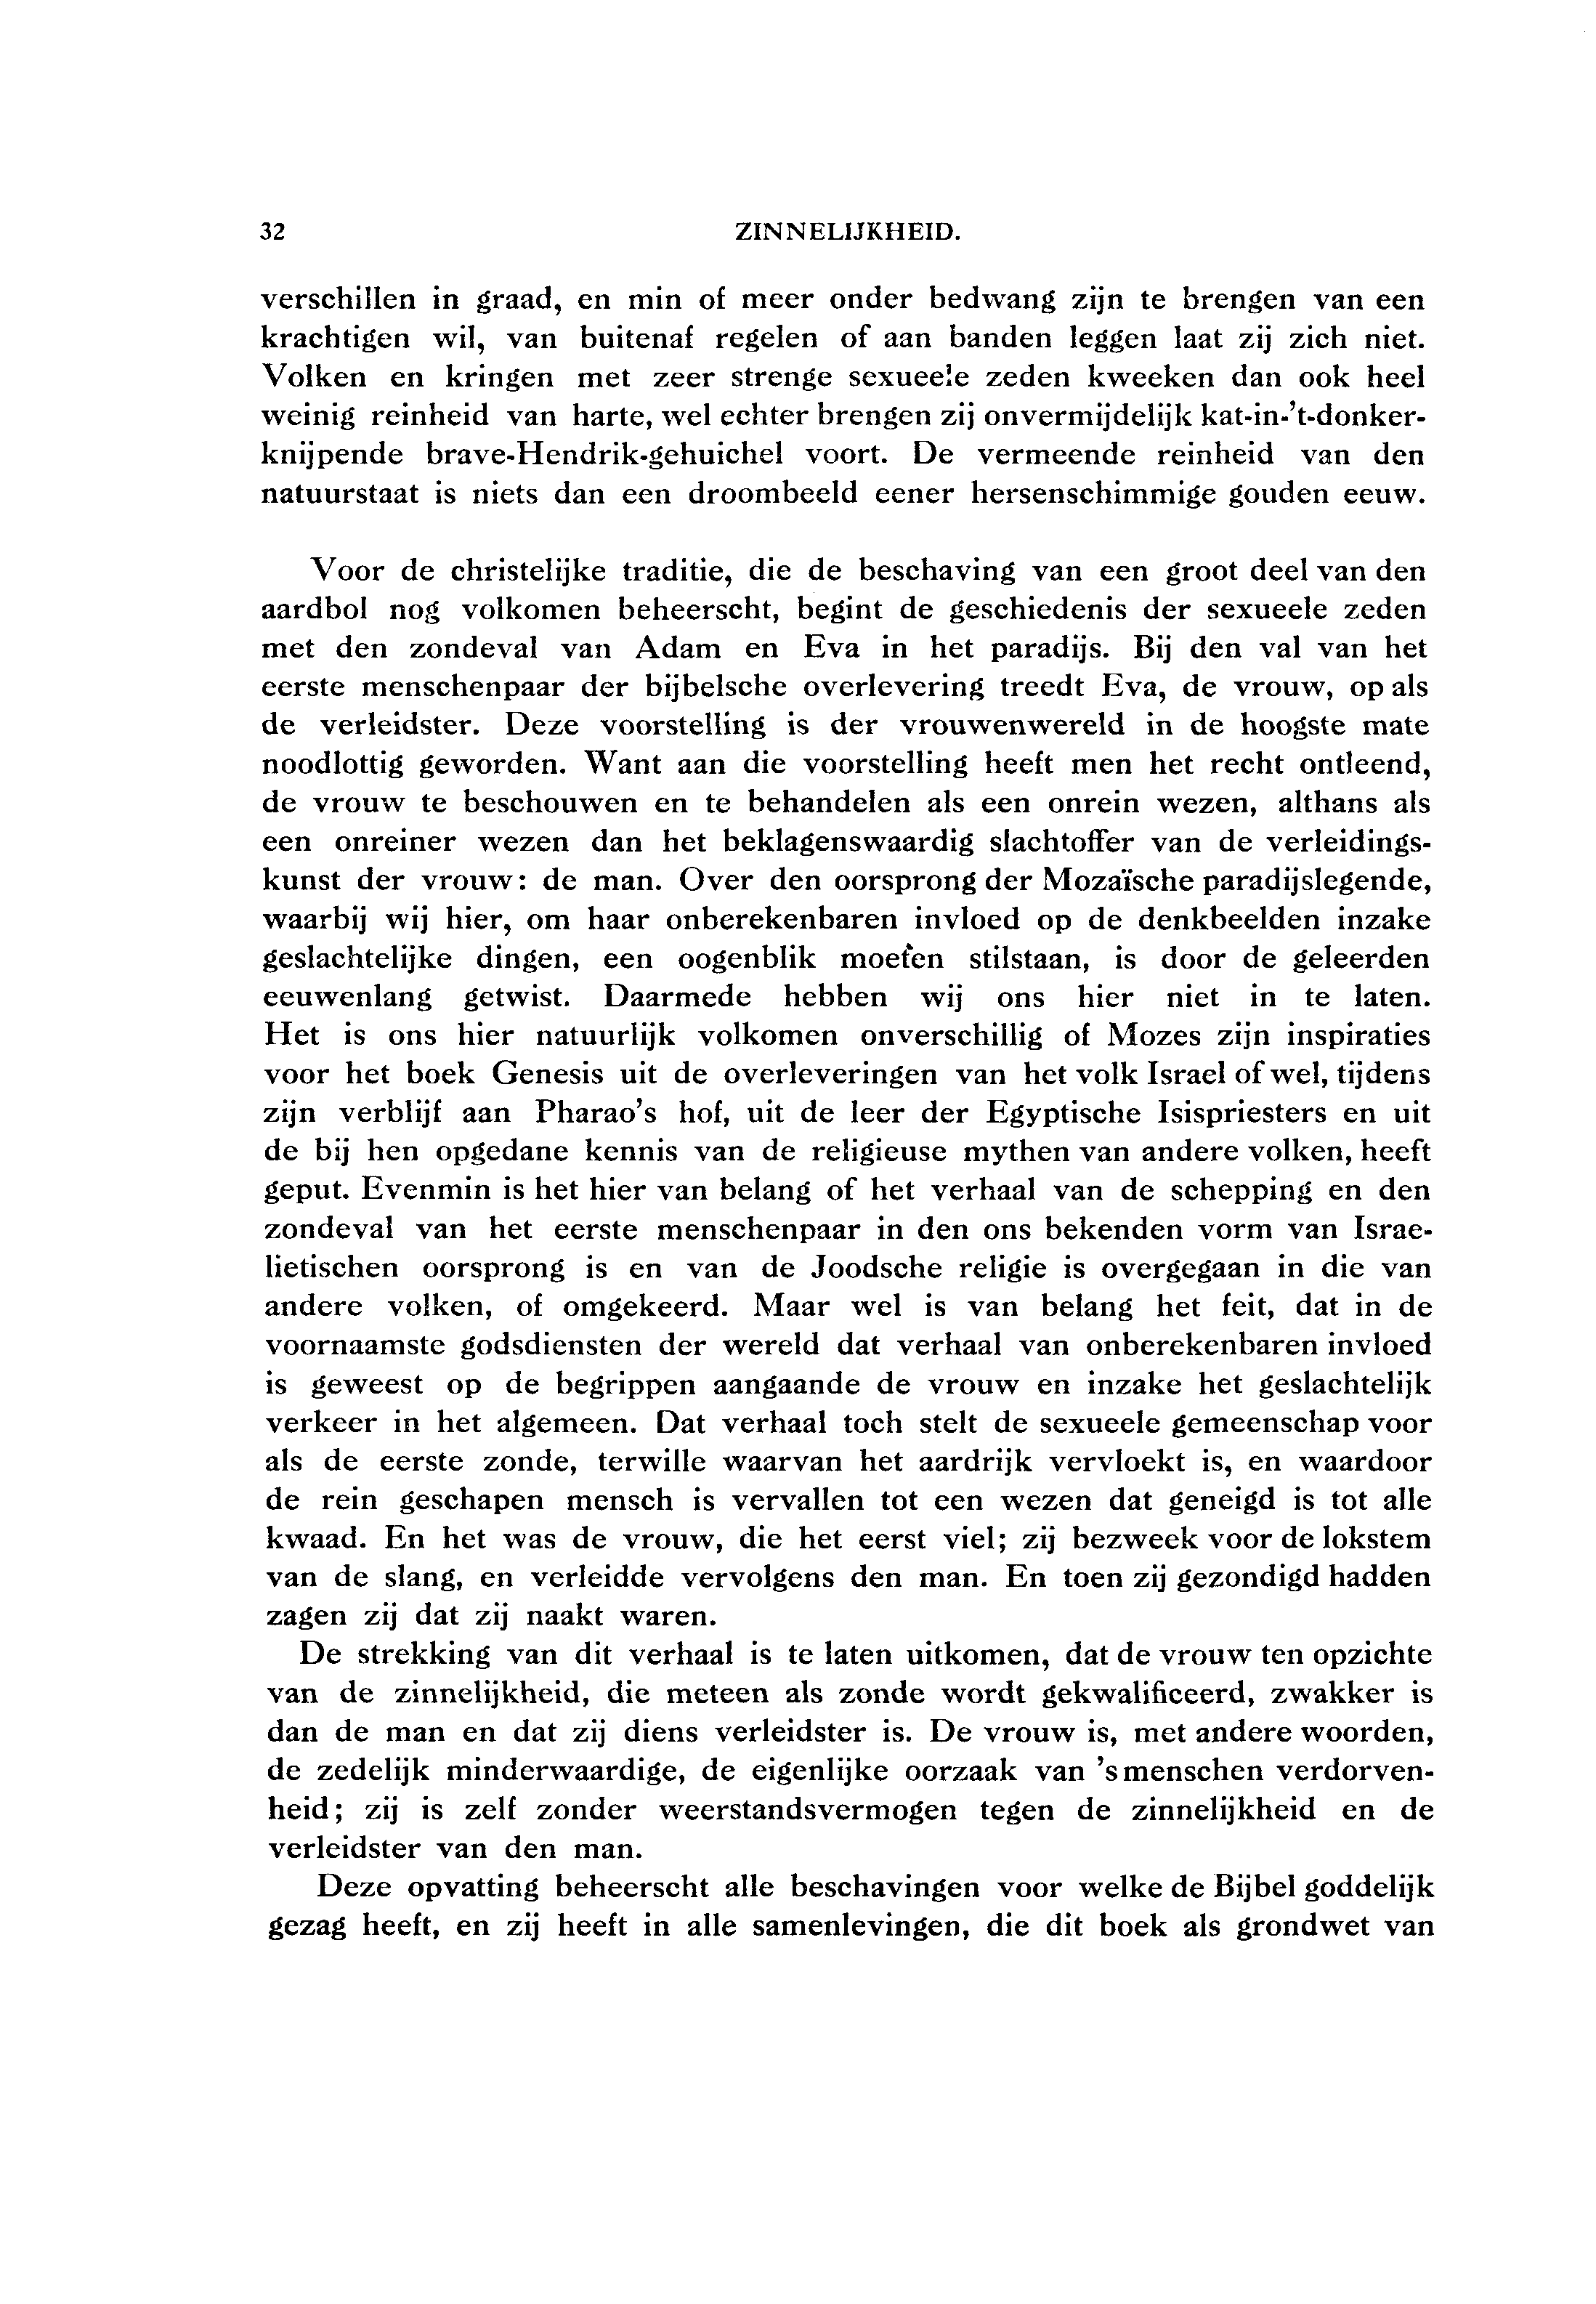 32 ZINNELIJKHEID.
verschillen in graad, en min of meer onder bedwang zijn te brengen van een
krachtigen wil, van buitenaf regelen of aan banden leggen laat zij zich niet.
Volken en kringen met zeer strenge sexueele zeden kweeken dan ook heel
weinig reinheid van harte, wel echter brengen zij onvermijdelijk kat-in-'t-donker-
knijpende brave-Hendrik-gehuichel voort. De vermeende reinheid van den
natuurstaat is niets dan een droombeeld eener hersenschimmige gouden eeuw.
Voor de christelijke traditie, die de beschaving van een groot deel van den
aardbol nog volkomen beheerscht, begint de geschiedenis der sexueele zeden
met den zondeval van Adam en Eva in het paradijs. Bij den val van het
eerste menschenpaar der bijbelsche overlevering treedt Eva, de vrouw, op als
de verleidster. Deze voorstelling is der vrouwenwereld in de hoogste mate
noodlottig geworden. Want aan die voorstelling heeft men het recht ontleend,
de vrouw te beschouwen en te behandelen als een onrein wezen, althans als
een onreiner wezen dan het beklagenswaardig slachtoffer van de verleidings-
kunst der vrouw: de man. Over den oorsprong der Mozaïsche paradijslegende,
waarbij wij hier, om haar onberekenbaren invloed op de denkbeelden inzake
geslachtelijke dingen, een oogenblik moeten stilstaan, is door de geleerden
eeuwenlang getwist. Daarmede hebben wij ons hier niet in te laten.
Het is ons hier natuurlijk volkomen onverschillig of Mozes zijn inspiraties
voor het boek Genesis uit de overleveringen van het volk Israel of wel, tijdens
zijn verblijf aan Pharao's hof, uit de leer der Egyptische Isispriesters en uit
de bij hen opgedane kennis van de religieuse mythen van andere volken, heeft
geput. Evenmin is het hier van belang of het verhaal van de schepping en den
zondeval van het eerste menschenpaar in den ons bekenden vorm van Israe-
lietischen oorsprong is en van de Joodsche religie is overgegaan in die van
andere volken, of omgekeerd. Maar wel is van belang het feit, dat in de
voornaamste godsdiensten der wereld dat verhaal van onberekenbaren invloed
is geweest op de begrippen aangaande de vrouw en inzake het geslachtelijk
verkeer in het algemeen. Dat verhaal toch stelt de sexueele gemeenschap voor
als de eerste zonde, terwille waarvan het aardrijk vervloekt is, en waardoor
de rein geschapen mensch is vervallen tot een wezen dat geneigd is tot alle
kwaad. En het was de vrouw, die het eerst viel; zij bezweek voor de lokstem
van de slang, en verleidde vervolgens den man. En toen zij gezondigd hadden
zagen zij dat zij naakt waren.
De strekking van dit verhaal is te laten uitkomen, dat de vrouw ten opzichte
van de zinnelijkheid, die meteen als zonde wordt gekwalificeerd, zwakker is
dan de man en dat zij diens verleidster is. De vrouw is, met andere woorden,
de zedelijk minderwaardige, de eigenlijke oorzaak van 's menschen verdorven-
heid; zij is zelf zonder weerstandsvermogen tegen de zinnelijkheid en de
verleidster van den man.
Deze opvatting beheerscht alle beschavingen voor welke de Bijbel goddelijk
gezag heeft, en zij heeft in alle samenlevingen, die dit boek als grondwet van